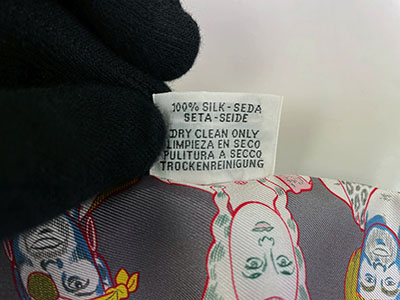 100% SILK-SEDA
SETA-SEIDE
DRY CLEAN ONLY
LIMPIEZA EN SECO
PULITURA A SECCO
TROCKENREINIGUNG